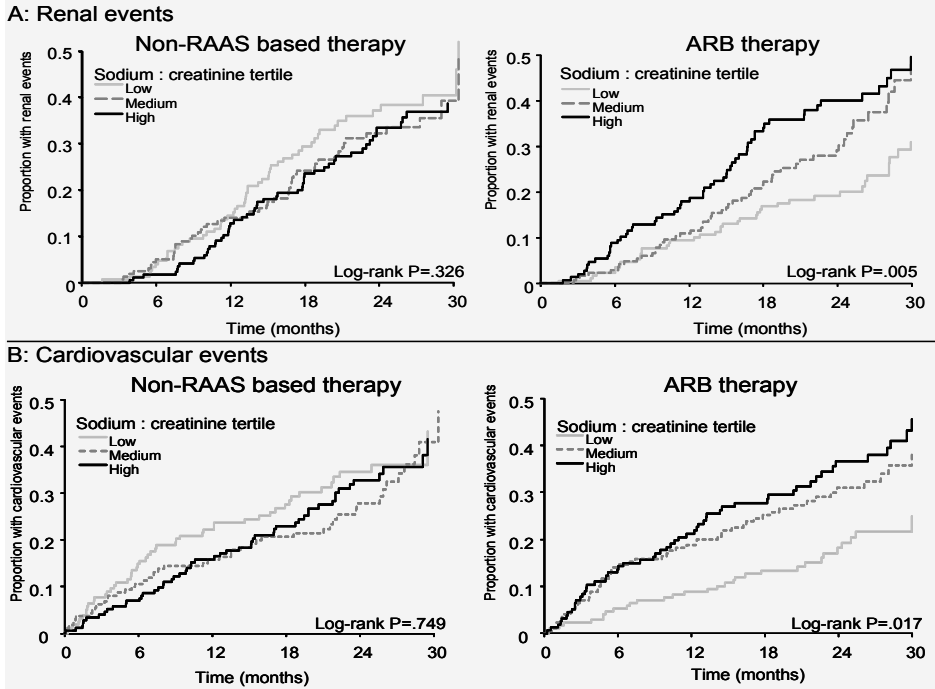 A: Renal events
Non-RAAS based therapy
Sodium : creatinine tertile
Low
Medium
High
Proportion with renal events
0.5
0.4
0.3
0.2
0.1
0
Log-rank P=.326
0 6 12 18 24 30
Time (months)
ARB therapy
Sodium : creatinine tertile
Low
Medium
High
Proportion with renal events
0.5
0.4
0.3
0.2
0.1
0
Log-rank P=.005
0 6 12 18 24 30
Time (months)
B: Cardiovascular events
Non-RAAS based therapy
Sodium : creatinine tertile
Low
Medium
High
Proportion with cardiovascular events
0.5
0.4
0.3
0.2
0.1
0
Log-rank P=.749
0 6 12 18 24 30
Time (months)
ARB therapy
Sodium : creatinine tertile
Low
Medium
High
Proportion with cardiovascular events
0.5
0.4
0.3
0.2
0.1
0
Log-rank P=.017
0 6 12 18 24 30
Time (months)